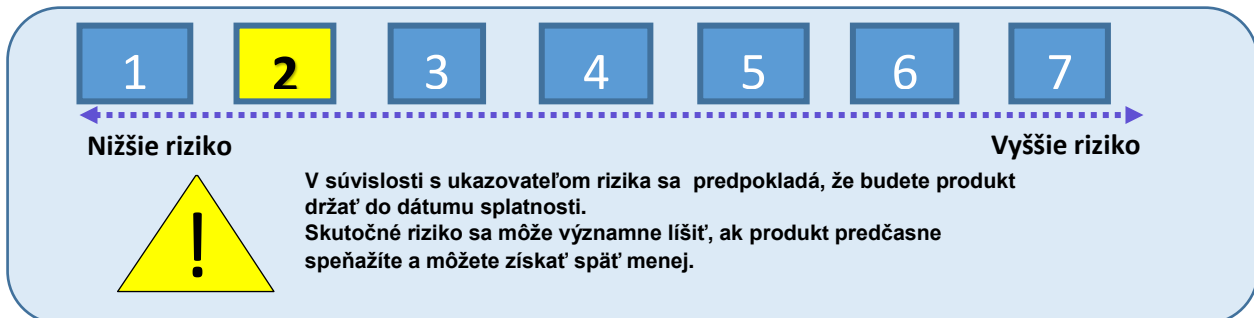 1 2 3 4 5 6 7
Nižšie riziko Vyššie riziko
!
V súvislosti s ukazovateľom rizika sa predpokladá, že budete produkt
držať do dátumu splatnosti.
Skutočné riziko sa môže významne líšiť, ak produkt predčasne
speňažíte a môžete získať späť menej.